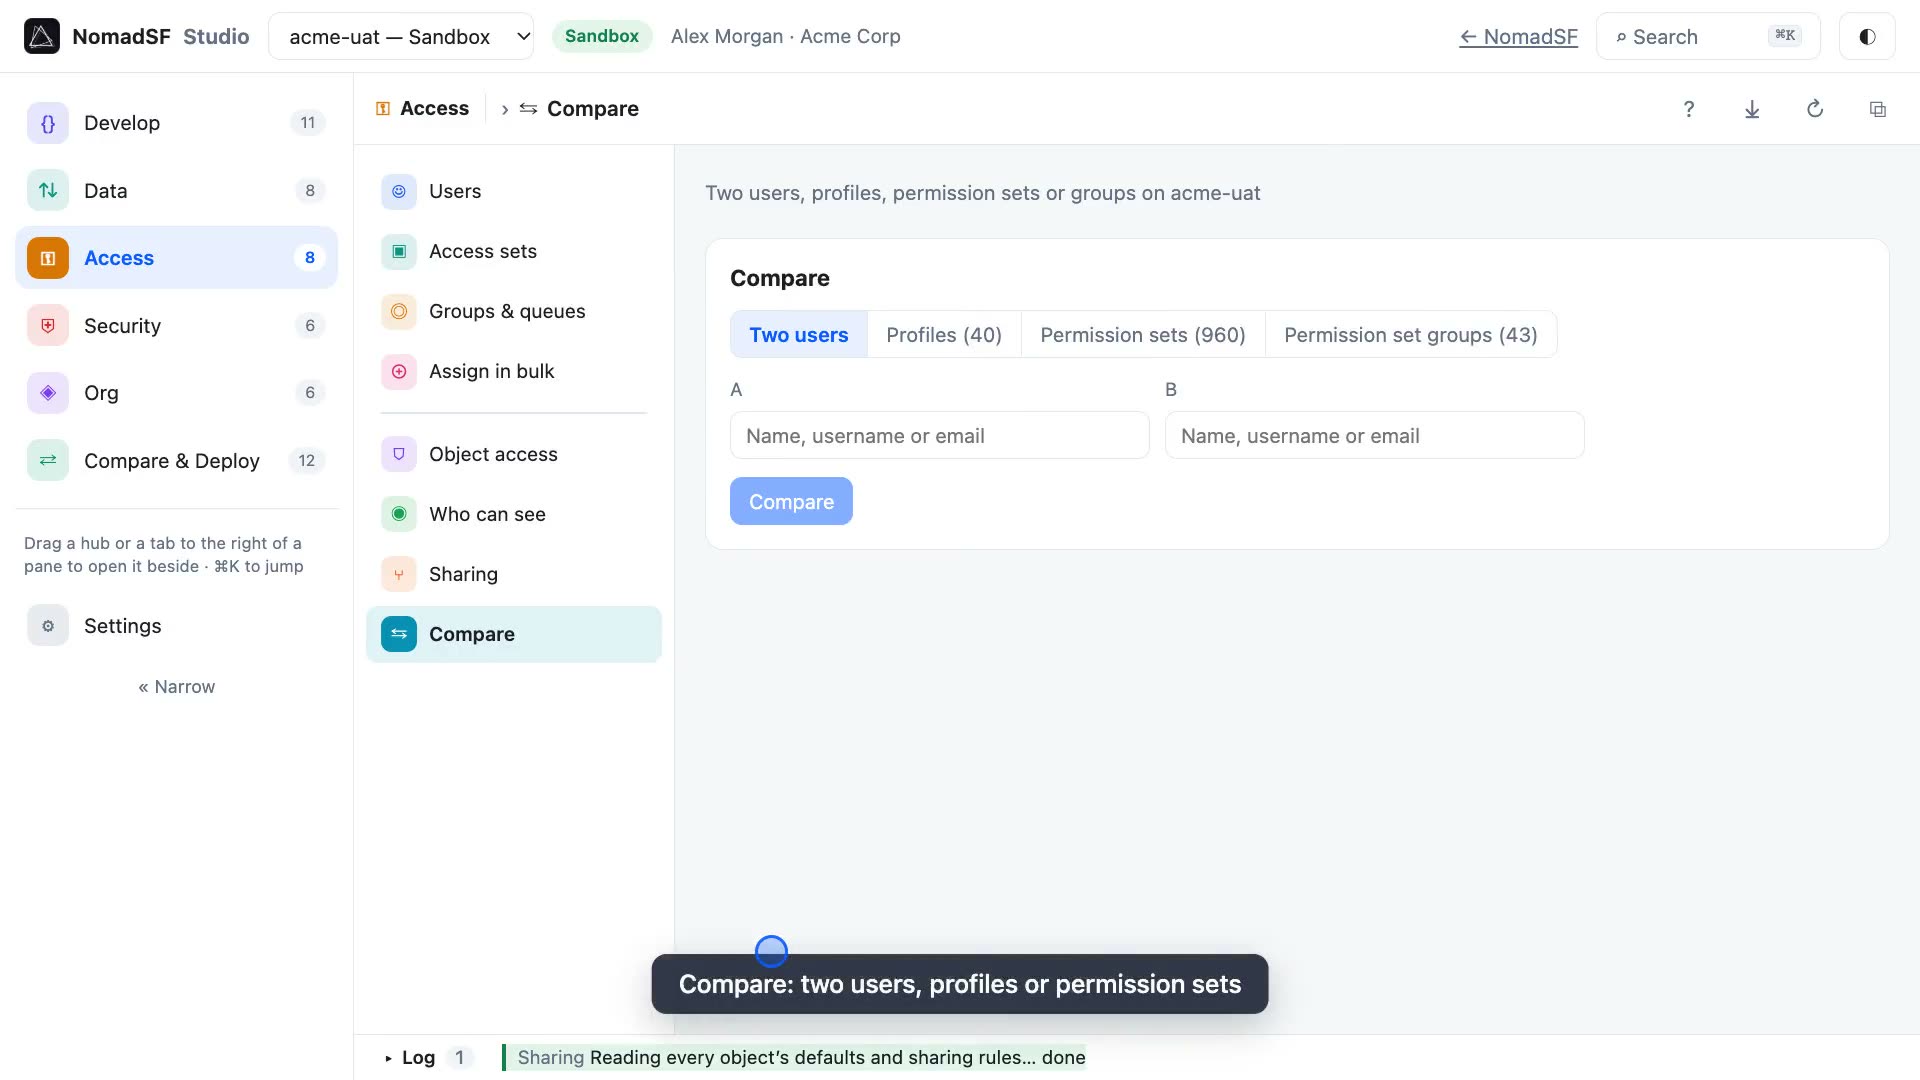 NomadSF Studio
acme-uat — Sandbox
Sandbox
Alex Morgan · Acme Corp
← NomadSF
Search ⌘K
Develop 11
Data 8
Access 8
Security 6
Org 6
Compare & Deploy 12
Drag a hub or a tab to the right of a
pane to open it beside · ⌘K to jump
Settings
« Narrow
Access › Compare
?
Users
Access sets
Groups & queues
Assign in bulk
Object access
Who can see
Sharing
Compare
Two users, profiles, permission sets or groups on acme-uat
Compare
Two users
Profiles (40)
Permission sets (960)
Permission set groups (43)
A
Name, username or email
B
Name, username or email
Compare
Compare: two users, profiles or permission sets
Log 1
Sharing Reading every object’s defaults and sharing rules… done